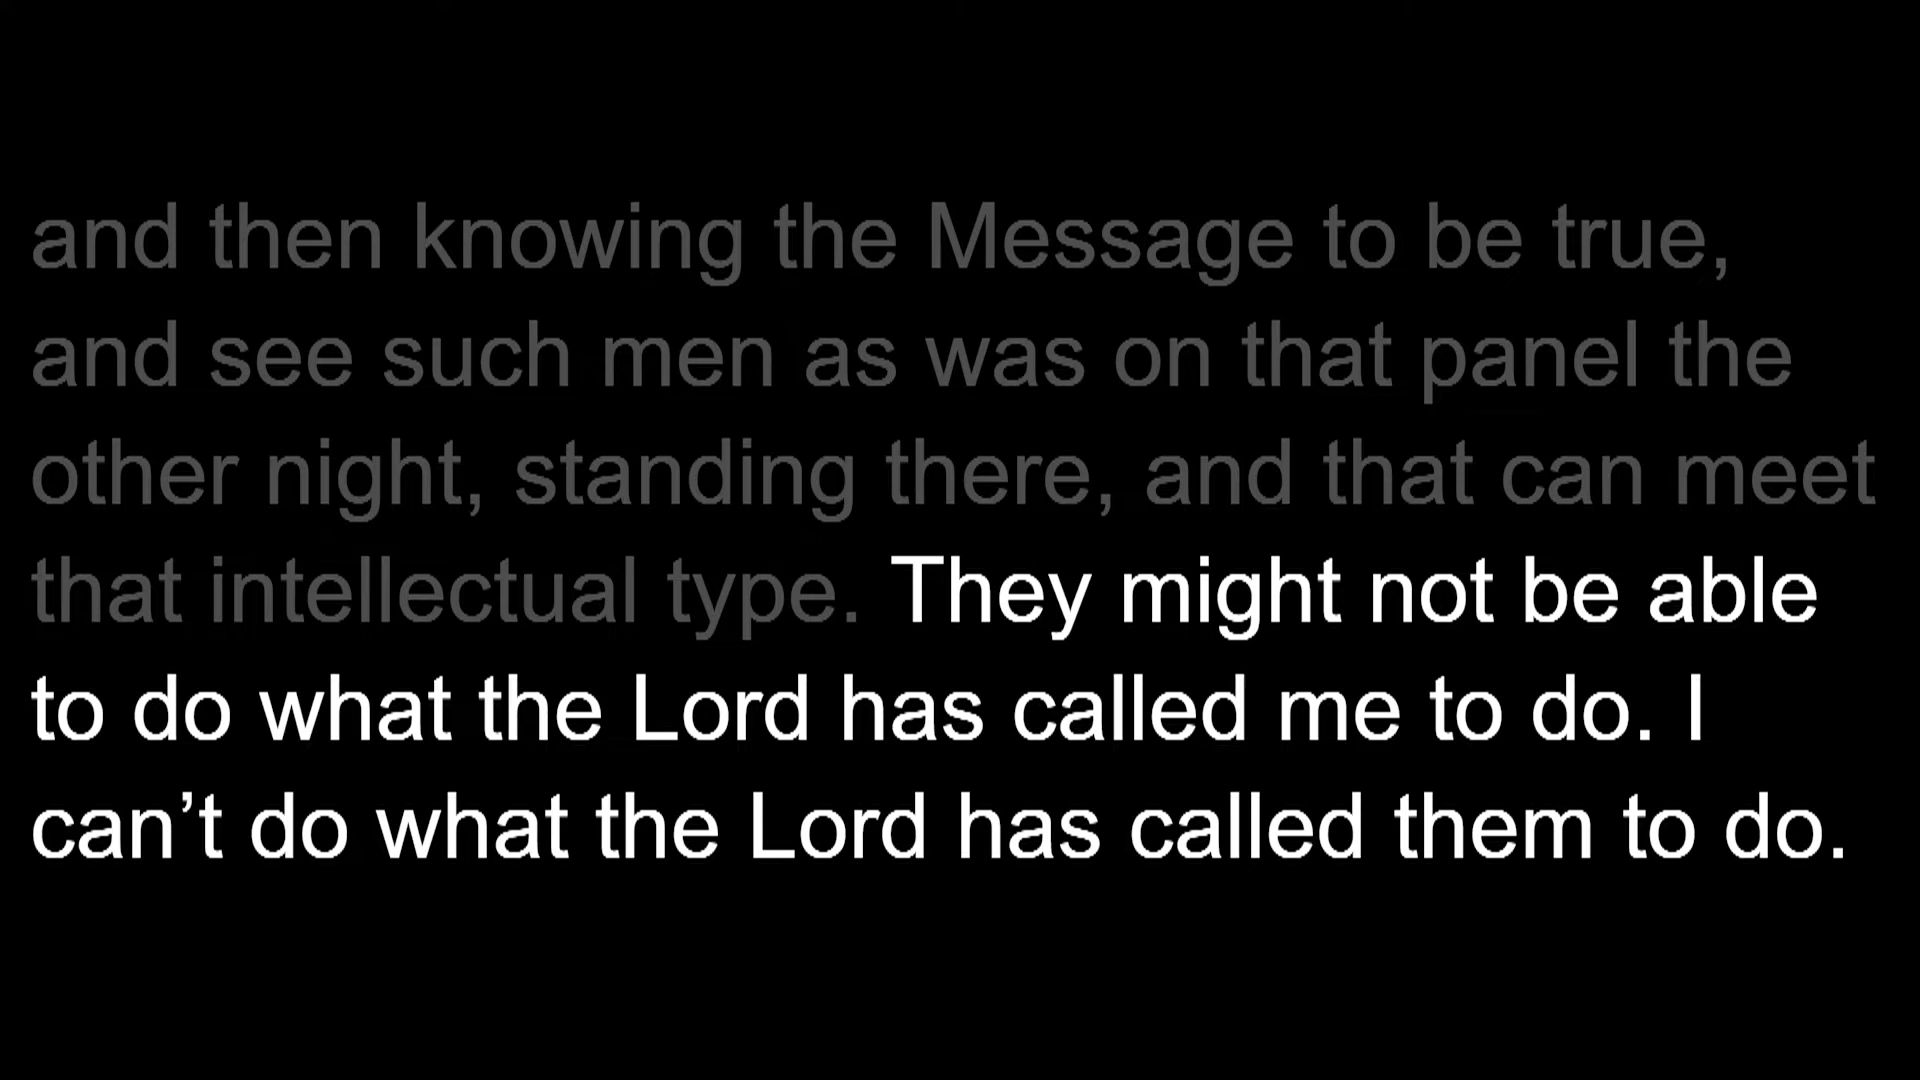 and then knowing the Message to be true,
and see such men as was on that panel the
other night, standing there, and that can meet
that intellectual type. They might not be able
to do what the Lord has called me to do. I
can’t do what the Lord has called them to do.